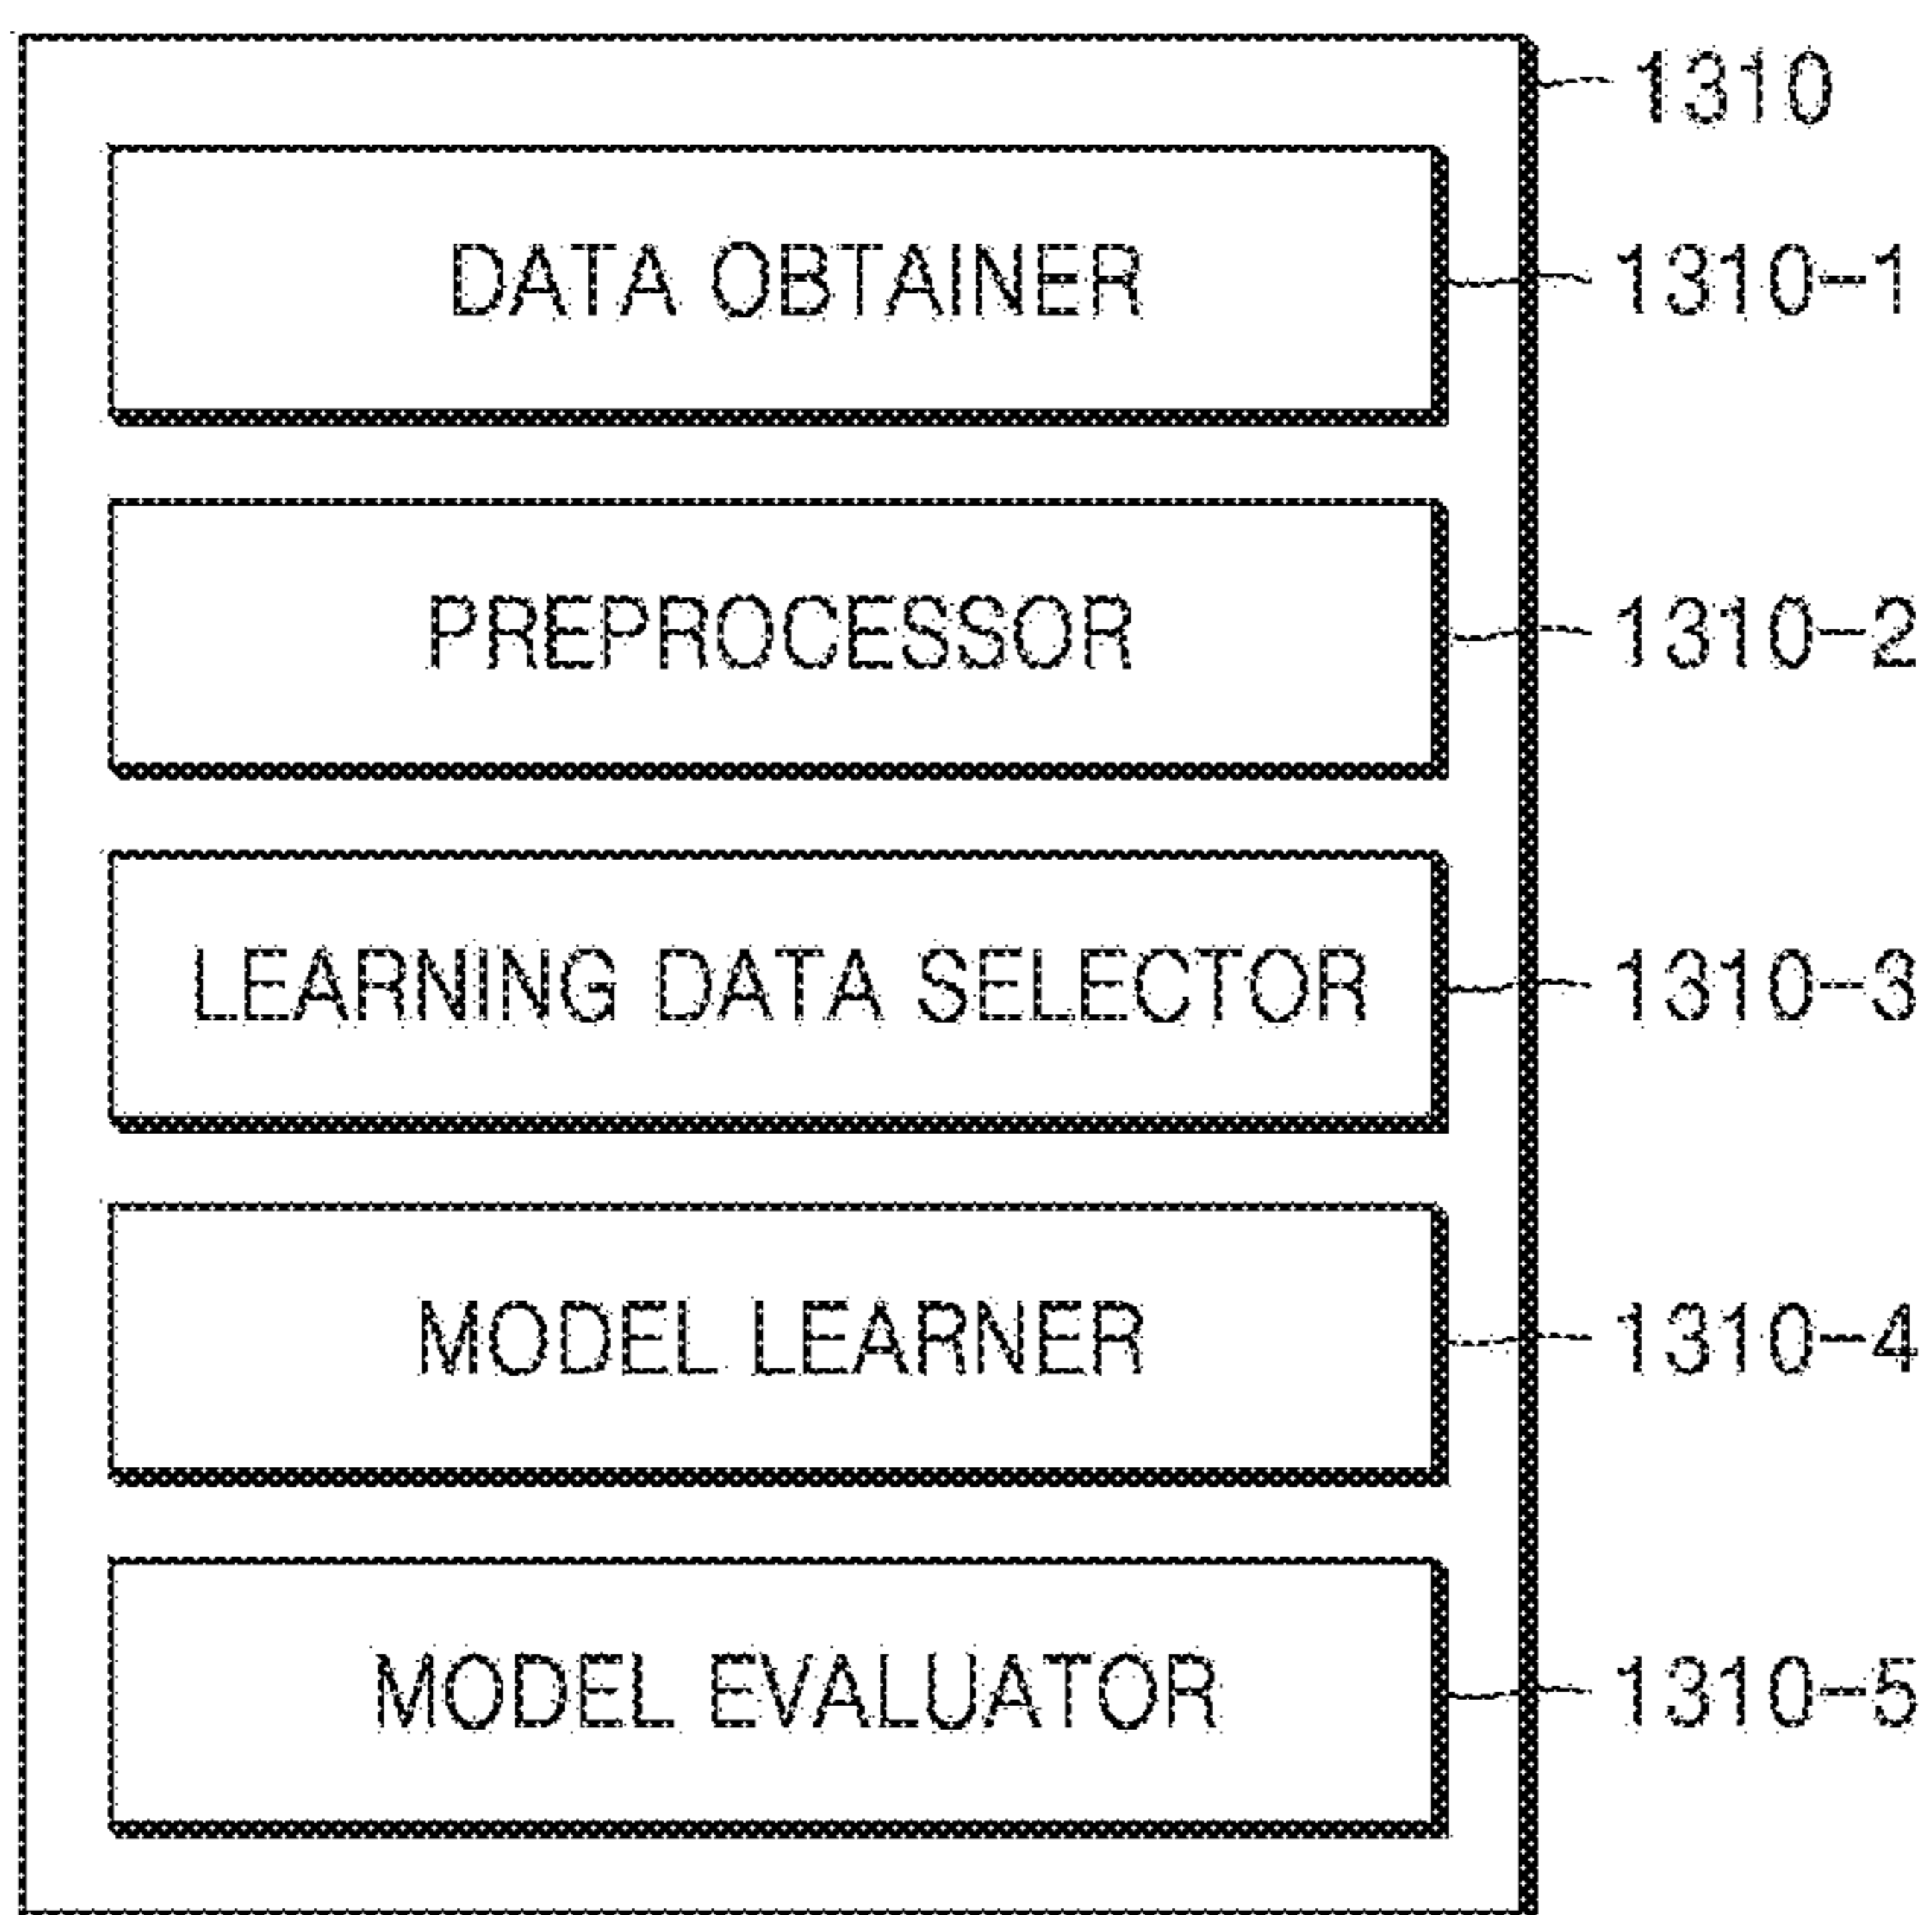 1310
DATA OBTAINER 1310-1
PREPROCESSOR 1310-2
LEARNING DATA SELECTOR 1310-3
MODEL LEARNER 1310-4
MODEL EVALUATOR 1310-5